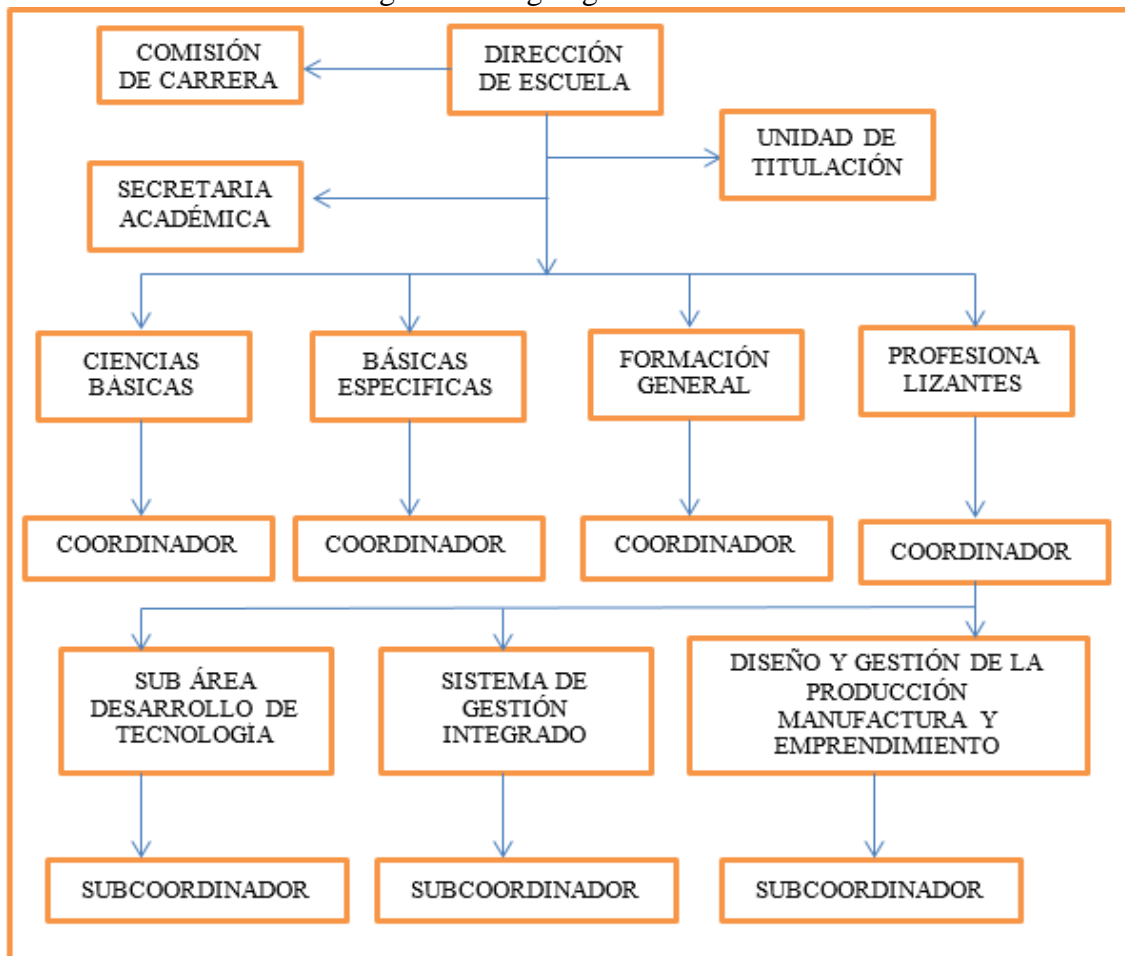 COMISIÓN
DE CARRERA
DIRECCIÓN
DE ESCUELA
UNIDAD DE
TITULACIÓN
SECRETARIA
ACADÉMICA
CIENCIAS
BÁSICAS
BÁSICAS
ESPECIFICAS
FORMACIÓN
GENERAL
PROFESIONA
LIZANTES
COORDINADOR
COORDINADOR
COORDINADOR
COORDINADOR
SUB ÁREA
DESARROLLO DE
TECNOLOGÍA
SISTEMA DE
GESTIÓN
INTEGRADO
DISEÑO Y GESTIÓN DE LA
PRODUCCIÓN
MANUFACTURA Y
EMPRENDIMIENTO
SUBCOORDINADOR
SUBCOORDINADOR
SUBCOORDINADOR